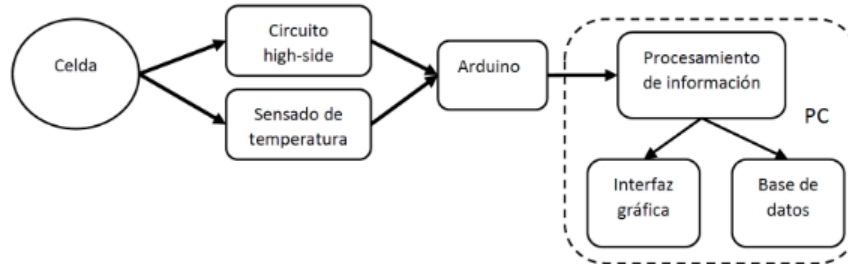 Celda
Circuito
high-side
Sensado de
temperatura
Arduino
Procesamiento
de información
PC
Interfaz
gráfica
Base de
datos